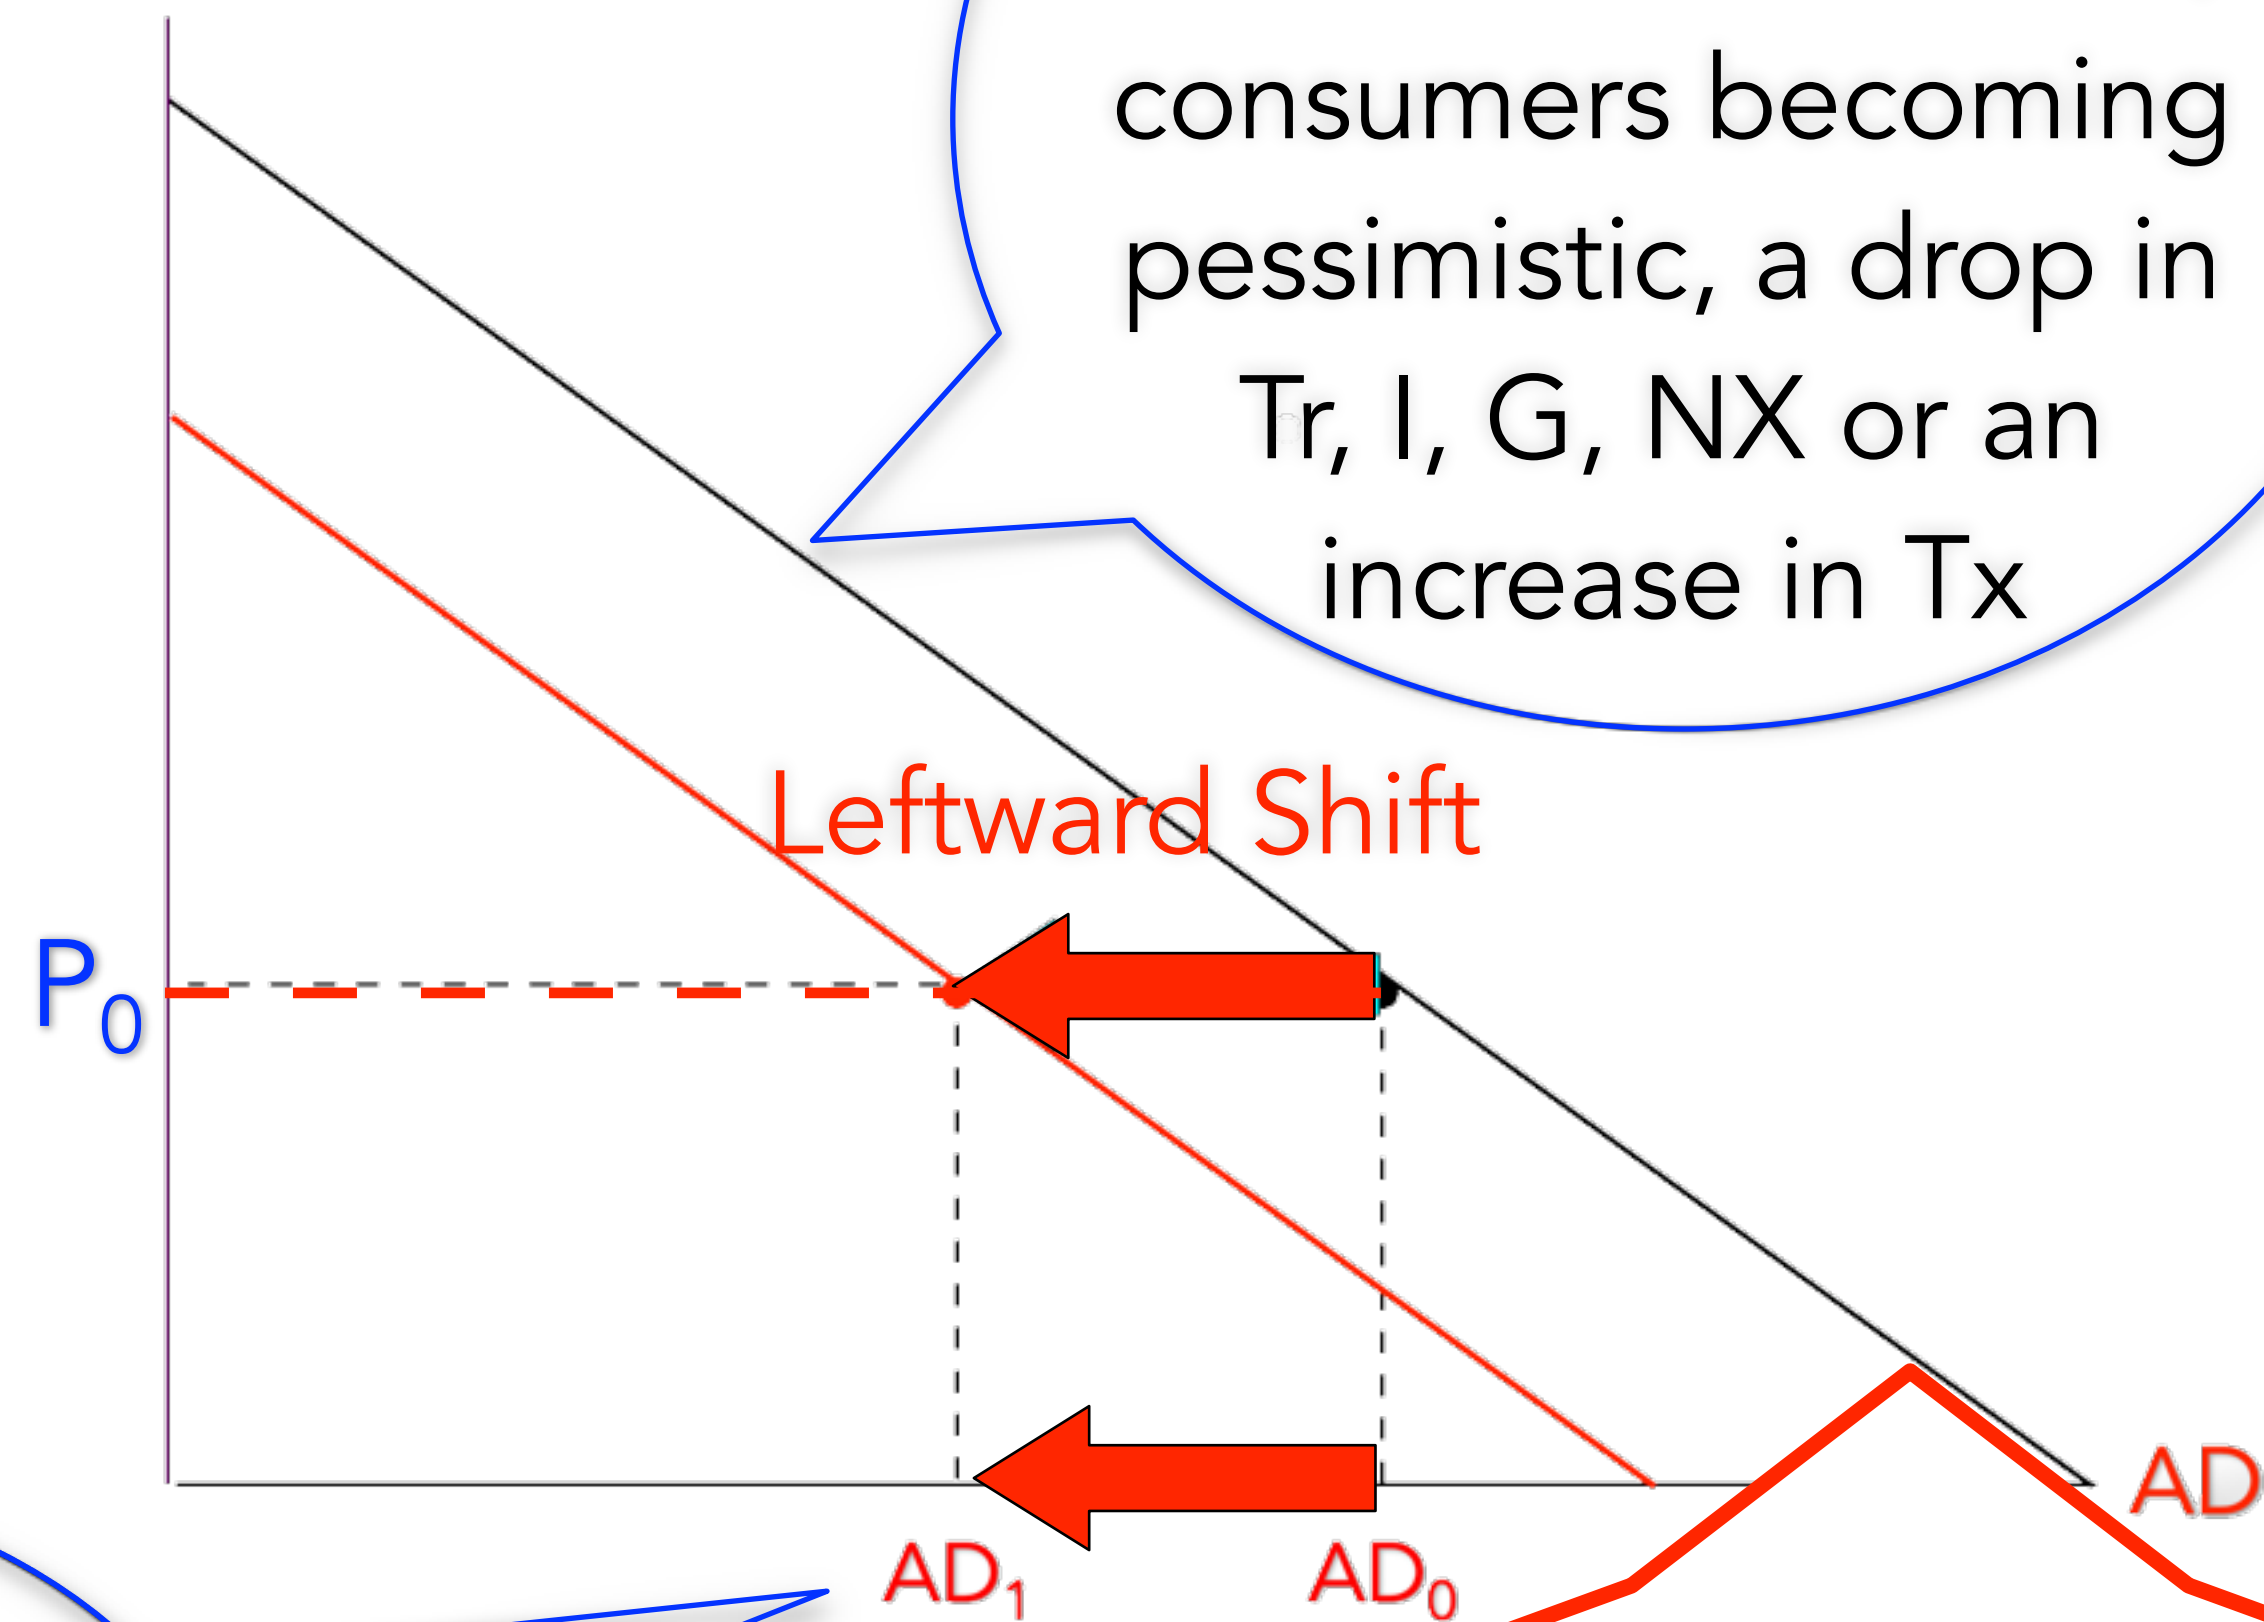 consumers becoming
pessimistic, a drop in
Tr, I, G, NX or an
increase in Tx
Leftward Shift
P0
AD
AD1
AD0